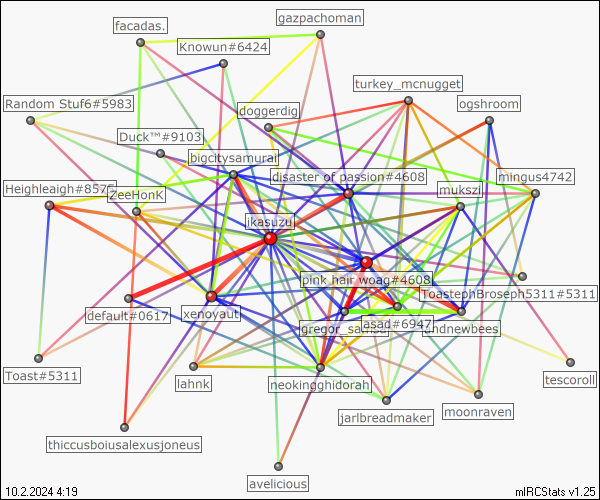 gazpachoman
facadas.
Knowun#6424
turkey_mcnugget
Random Stuf6#5983
ogshroom
doggerdig
Duck™#9103
bigcitysamurai
disaster of passion#4608
mingus4742
Heighleaigh#857
ZeeHonk
mukszi
ikasuzu
pink hair woag#4608
ToastephBroseph5311#5311
default#0617
xenoyaut
gregor_sa
asad#6947
endnewbees
Toast#5311
lahnk
neokingghidorah
tescoroll
jarlbreadmaker
moonraven
thiccusboiusalexusjoneus
avelicious
10.2.2024 4:19
mIRCStats v1.25